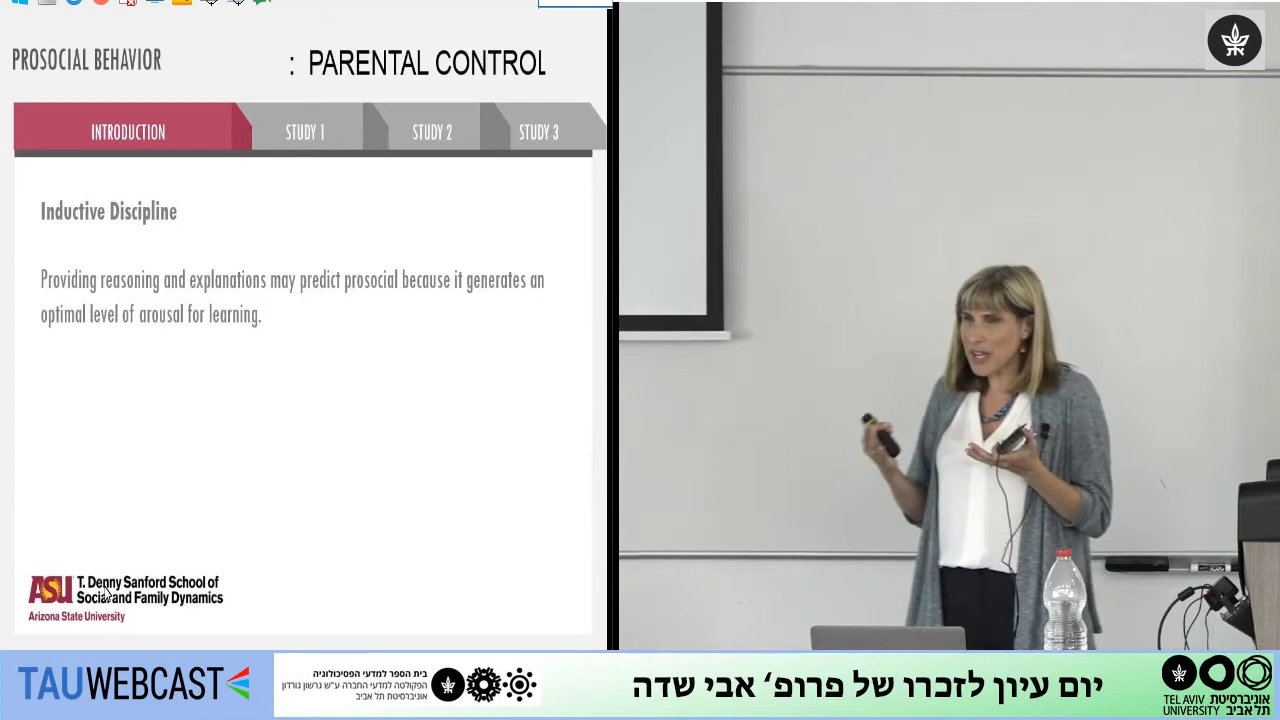 PROSOCIAL BEHAVIOR
: PARENTAL CONTROL
INTRODUCTION
STUDY 1
STUDY 2
STUDY 3
Inductive Discipline
Providing reasoning and explanations may predict prosocial because it generates an
optimal level of arousal for learning.
ASU
T. Denny Sanford School of
Social and Family Dynamics
Arizona State University
TAUWEBCAST
בית הספר למדעי הפסיכולוגיה
הפקולטה למדעי החברה ע"ש גרשון גורדון
אוניברסיטת תל אביב
יום עיון לזכרו של פרופ' אבי שדה
TEL AVIV UNIVERSITY
אוניברסיטת תל אביב